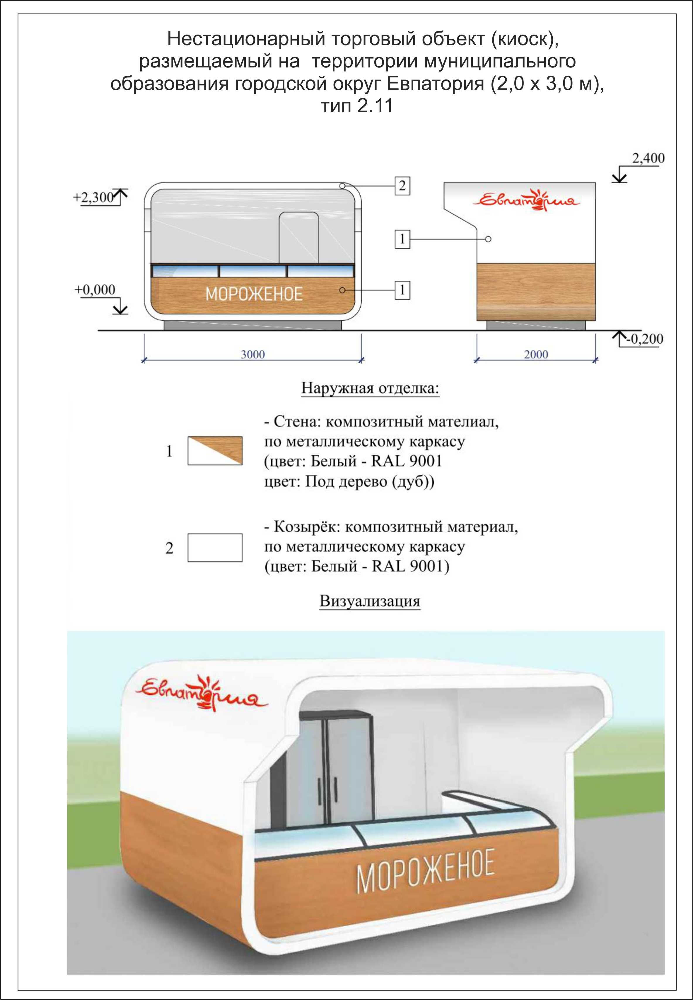 Нестационарный торговый объект (киоск),
размещаемый на территории муниципального
образования городской округ Евпатория (2,0 х 3,0 м),
тип 2.11
2,400
+2,300
2
Евпатория
1
+0,000
МОРОЖЕНОЕ
1
-0,200
3000
2000
Наружная отделка:
- Стена: композитный мателиал,
1
по металлическому каркасу
(цвет: Белый - RAL 9001
цвет: Под дерево (дуб))
- Козырёк: композитный материал,
2
по металлическому каркасу
(цвет: Белый - RAL 9001)
Визуализация
Евпатория
МОРОЖЕНОЕ